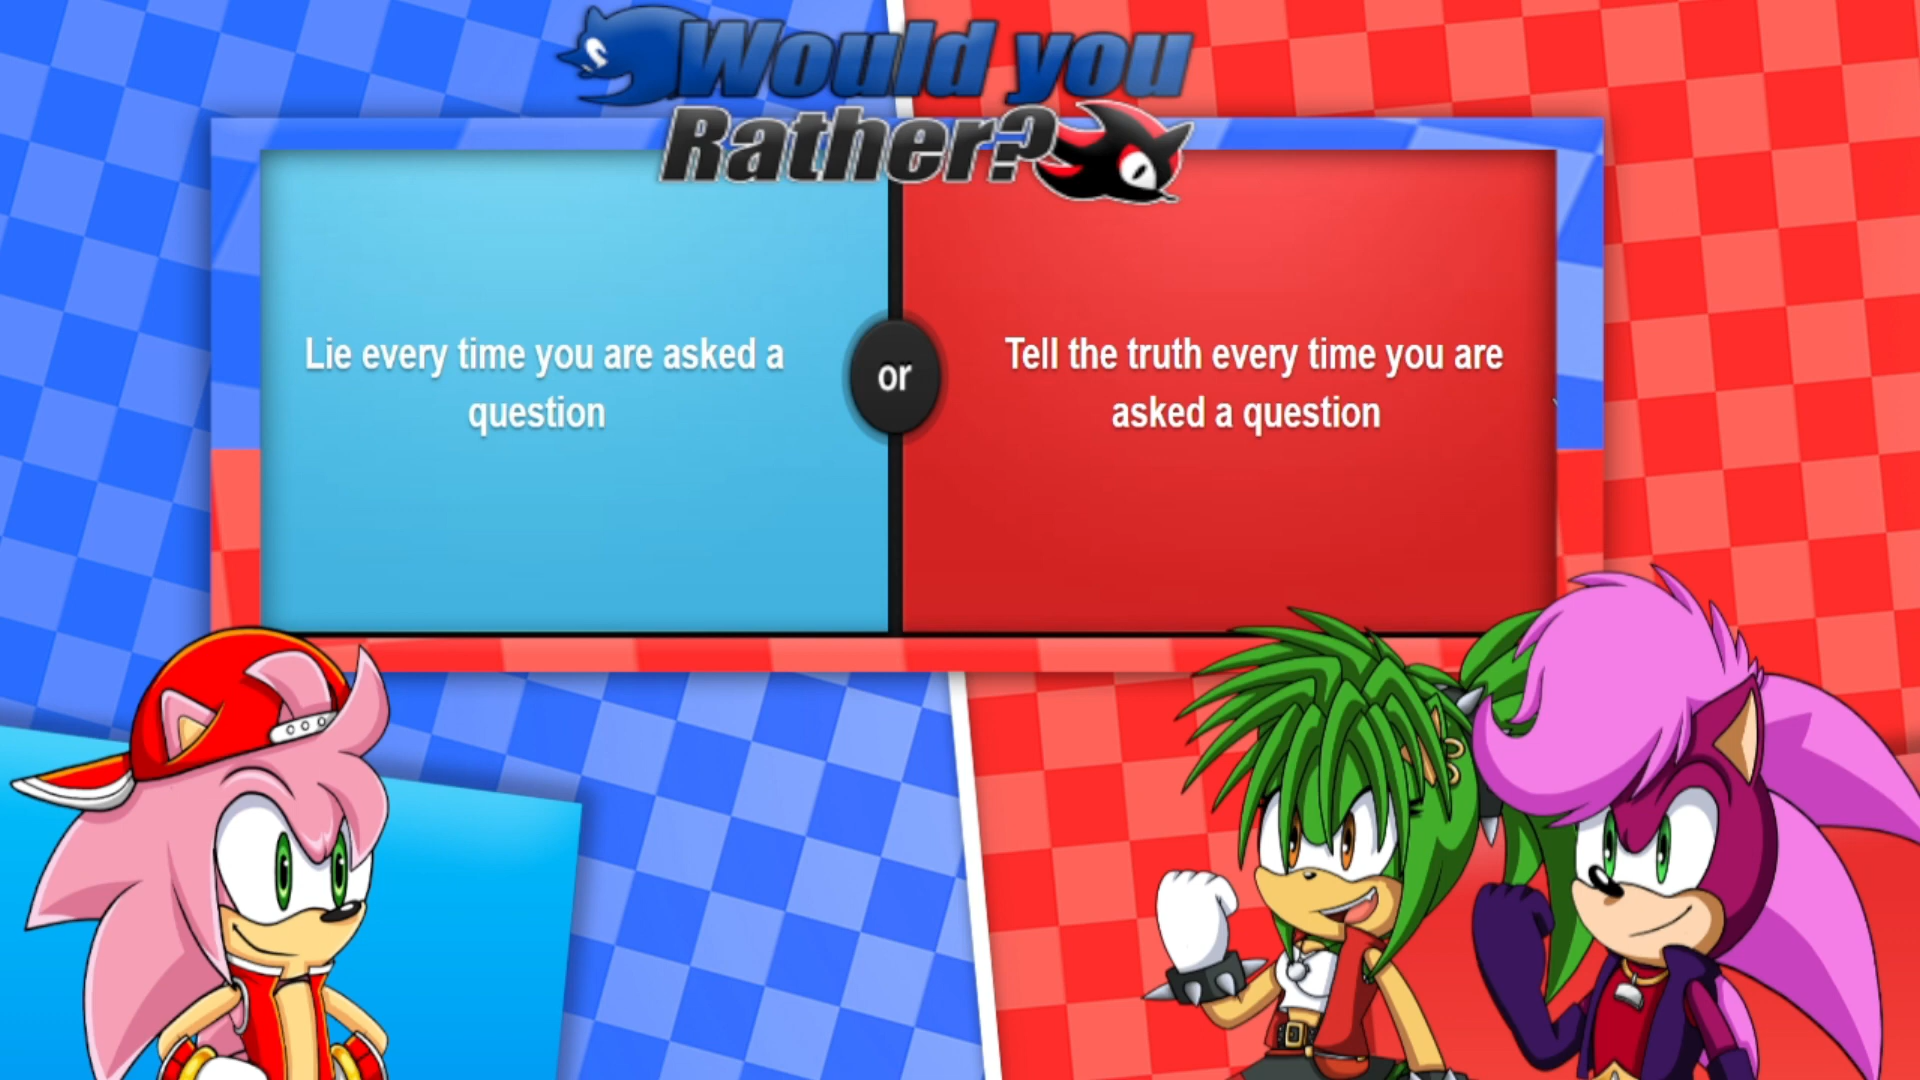 Would you
Rather?
Lie every time you are asked a
question
or
Tell the truth every time you are
asked a question